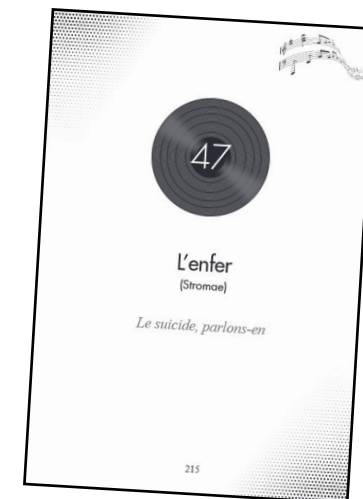 47
L'enfer
(Stromae)
Le suicide, parlons-en
215